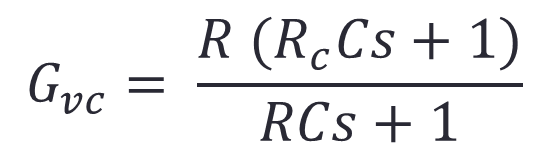 G_vc = R (R_c Cs + 1) / RCs + 1